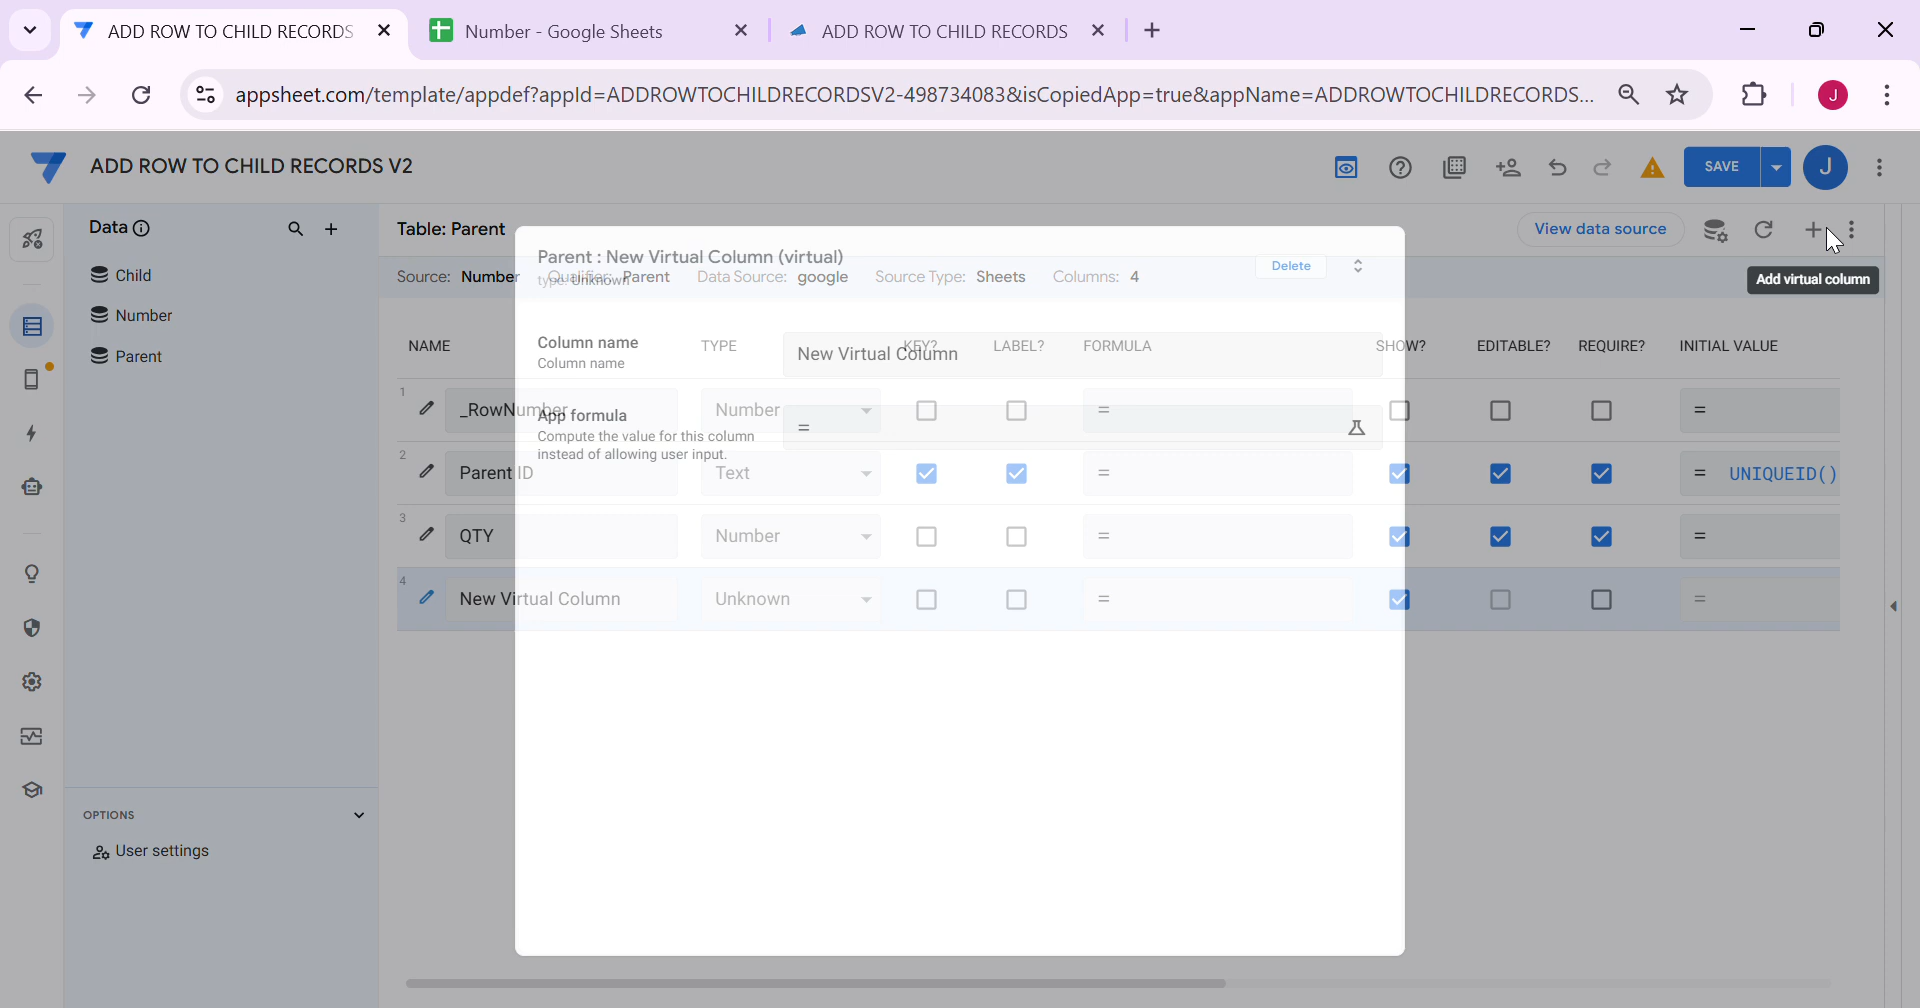 ADD ROW TO CHILD RECORDS
Number - Google Sheets
ADD ROW TO CHILD RECORDS
appsheet.com/template/appdef?appId=ADDROWTOCHILDRECORDSV2-498734083&isCopiedApp=true&appName=ADDROWTOCHILDRECORDS...
J
ADD ROW TO CHILD RECORDS V2
SAVE
J
Data
Child
Number
Parent
OPTIONS
User settings
Table: Parent
View data source
Add virtual column
Source: Number Qualifier: Parent Data Source: google Source Type: Sheets Columns: 4
Parent : New Virtual Column (virtual)
type: Unknown
Delete
Column name
Column name
New Virtual Column
App formula
Compute the value for this column
instead of allowing user input.
=
NAME TYPE KEY? LABEL? FORMULA SHOW? EDITABLE? REQUIRE? INITIAL VALUE
1 _RowNumber Number = =
2 Parent ID Text = = UNIQUEID()
3 QTY Number = =
4 New Virtual Column Unknown = =